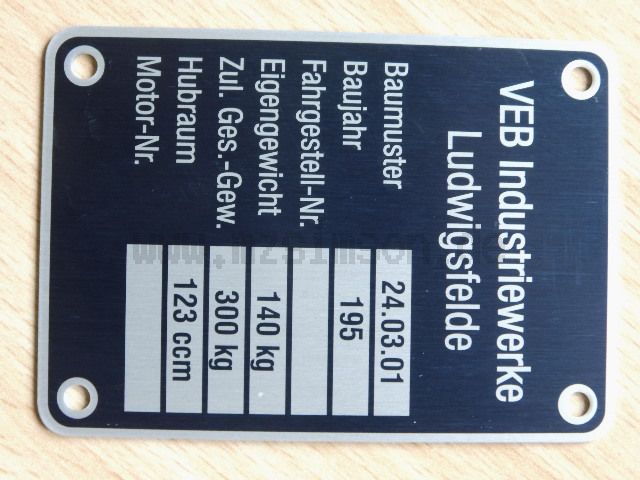 VEB Industriewerke
Ludwigsfelde
Baumuster 24.03.01
Baujahr 195
Fahrgestell-Nr.
Eigengewicht 140 kg
Zul. Ges.-Gew. 300 kg
Hubraum 123 ccm
Motor-Nr.